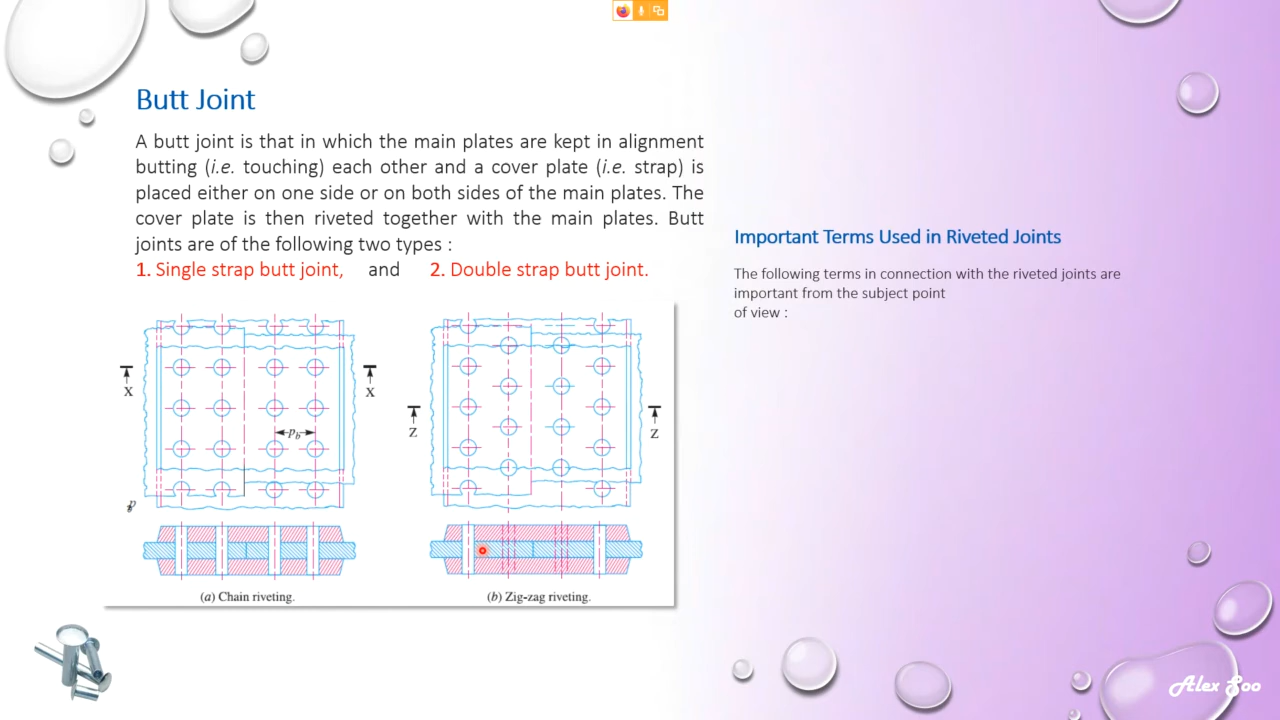 Butt Joint
A butt joint is that in which the main plates are kept in alignment
butting (i.e. touching) each other and a cover plate (i.e. strap) is
placed either on one side or on both sides of the main plates. The
cover plate is then riveted together with the main plates. Butt
joints are of the following two types :
1. Single strap butt joint, and 2. Double strap butt joint.
X X
Pb
p
Z Z
(a) Chain riveting.
(b) Zig-zag riveting.
Important Terms Used in Riveted Joints
The following terms in connection with the riveted joints are
important from the subject point
of view :
Alex Soo